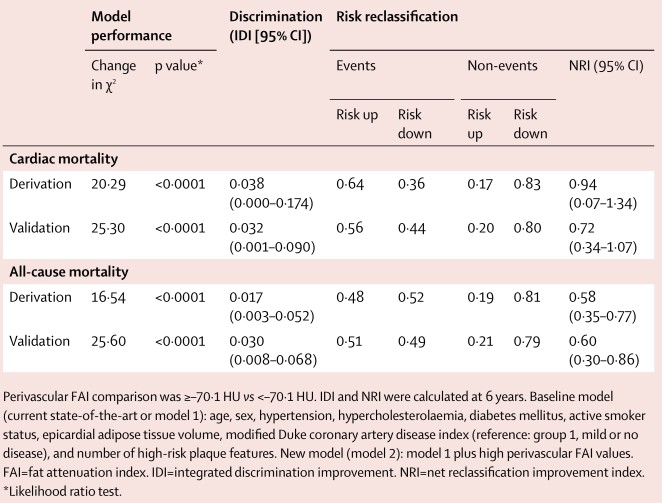 Model performance Discrimination (IDI [95% CI]) Risk reclassification
Change in χ² p value* Events Non-events NRI (95% CI)
Risk up Risk down Risk up Risk down
Cardiac mortality
Derivation 20·29 <0·0001 0·038 (0·000–0·174) 0·64 0·36 0·17 0·83 0·94 (0·07–1·34)
Validation 25·30 <0·0001 0·032 (0·001–0·090) 0·56 0·44 0·20 0·80 0·72 (0·34–1·07)
All-cause mortality
Derivation 16·54 <0·0001 0·017 (0·003–0·052) 0·48 0·52 0·19 0·81 0·58 (0·35–0·77)
Validation 25·60 <0·0001 0·030 (0·008–0·068) 0·51 0·49 0·21 0·79 0·60 (0·30–0·86)
Perivascular FAI comparison was ≥–70·1 HU vs <–70·1 HU. IDI and NRI were calculated at 6 years. Baseline model
(current state-of-the-art or model 1): age, sex, hypertension, hypercholesterolaemia, diabetes mellitus, active smoker
status, epicardial adipose tissue volume, modified Duke coronary artery disease index (reference: group 1, mild or no
disease), and number of high-risk plaque features. New model (model 2): model 1 plus high perivascular FAI values.
FAI=fat attenuation index. IDI=integrated discrimination improvement. NRI=net reclassification improvement index.
*Likelihood ratio test.